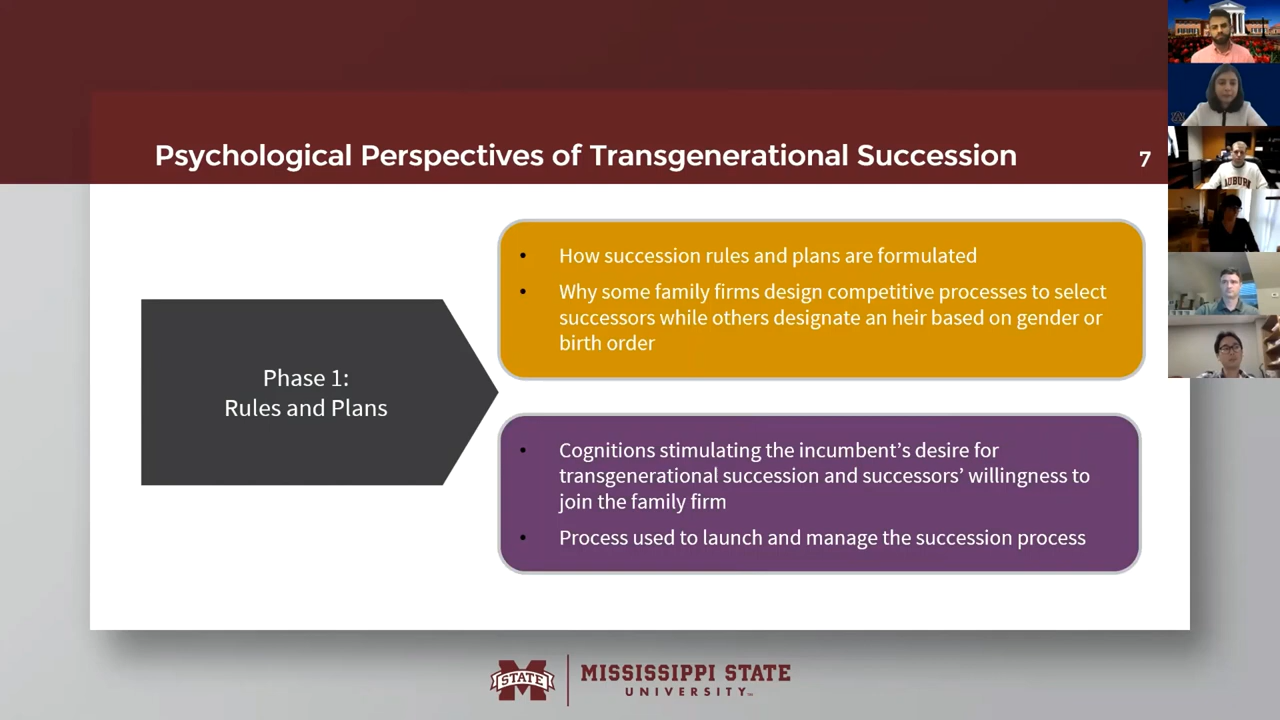 Psychological Perspectives of Transgenerational Succession
7
• How succession rules and plans are formulated
• Why some family firms design competitive processes to select
successors while others designate an heir based on gender or
birth order
Phase 1:
Rules and Plans
• Cognitions stimulating the incumbent’s desire for
transgenerational succession and successors’ willingness to
join the family firm
• Process used to launch and manage the succession process
STATE
MISSISSIPPI STATE
UNIVERSITY
AUBURN